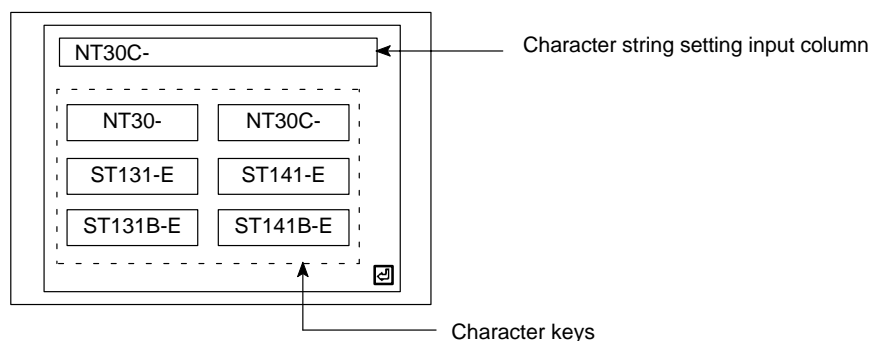 NT30C-
Character string setting input column
NT30-
NT30C-
ST131-E
ST141-E
ST131B-E
ST141B-E
Character keys